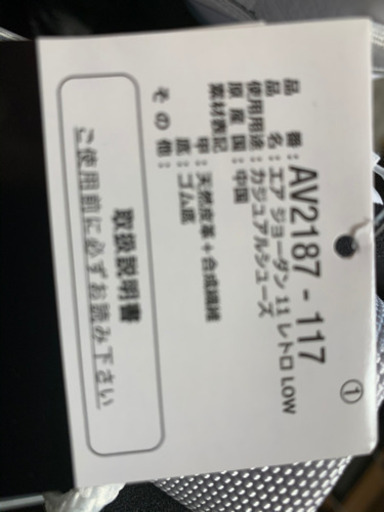 品　番：AV2187 - 117
品　名：エア ジョーダン 11 レトロ LOW
使用用途：カジュアルシューズ
原 産 国：中国
素材表記
甲：天然皮革＋合成繊維
底：ゴム底
その他：
取扱説明書
ご使用前に必ずお読み下さい
①